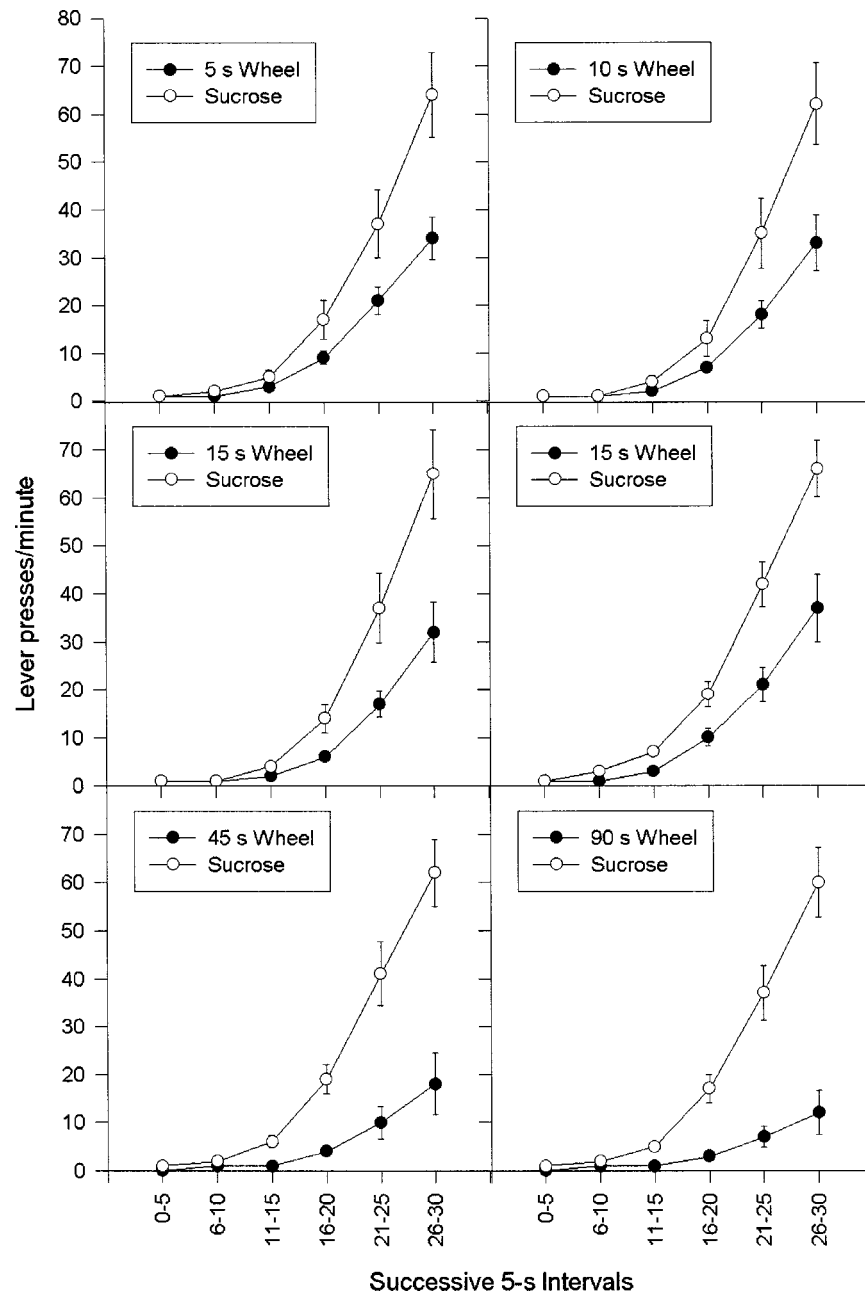 80
70
60
50
40
30
20
10
0
5 s Wheel
Sucrose
10 s Wheel
Sucrose
70
60
50
40
30
20
10
0
15 s Wheel
Sucrose
15 s Wheel
Sucrose
70
60
50
40
30
20
10
0
45 s Wheel
Sucrose
90 s Wheel
Sucrose
Lever presses/minute
0-5
6-10
11-15
16-20
21-25
26-30
0-5
6-10
11-15
16-20
21-25
26-30
Successive 5-s Intervals